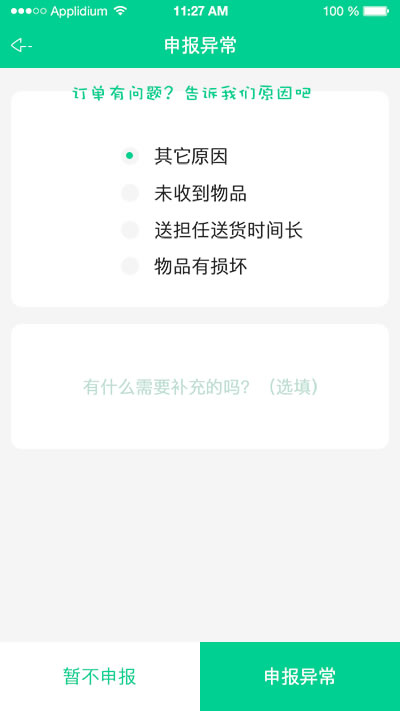 Applidium 11:27 AM 100 %
申报异常
订单有问题？告诉我们原因吧
其它原因
未收到物品
送担任送货时间长
物品有损坏
有什么需要补充的吗？（选填）
暂不申报 申报异常